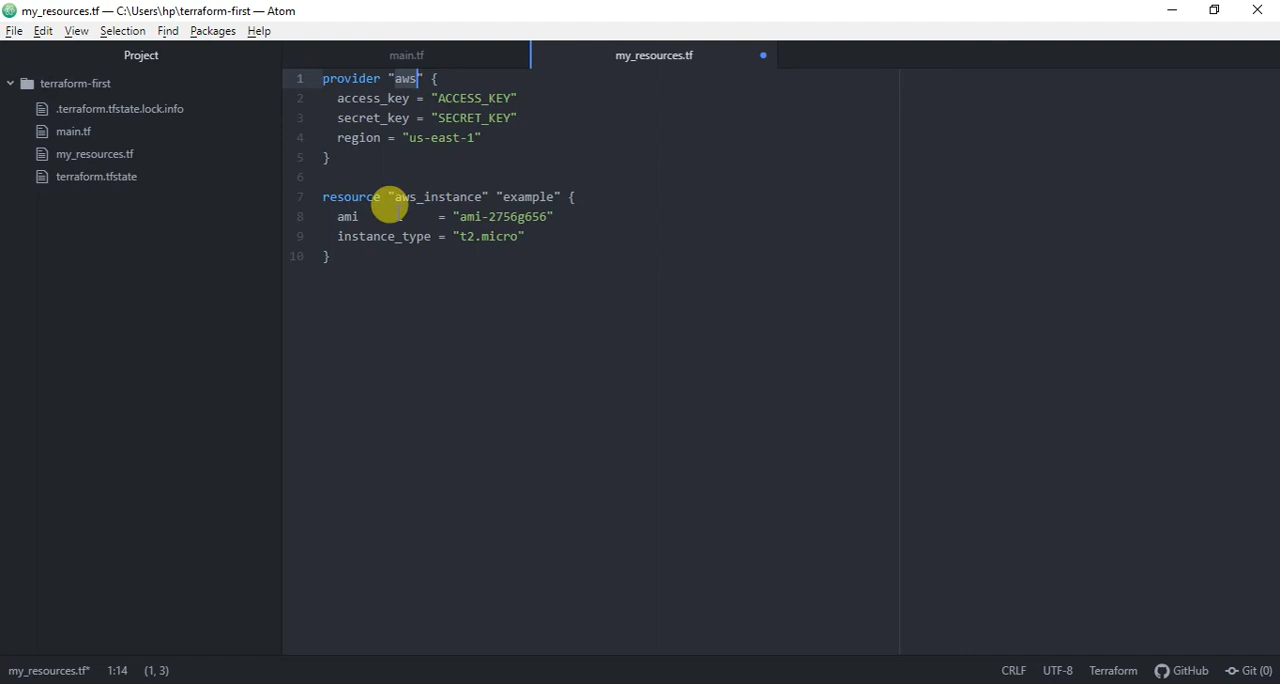 my_resources.tf — C:\Users\hp\terraform-first — Atom
File Edit View Selection Find Packages Help
Project
main.tf
my_resources.tf
terraform-first
.terraform.tfstate.lock.info
main.tf
my_resources.tf
terraform.tfstate
1 provider "aws" {
2 access_key = "ACCESS_KEY"
3 secret_key = "SECRET_KEY"
4 region = "us-east-1"
5 }
6
7 resource "aws_instance" "example" {
8 ami = "ami-2756g656"
9 instance_type = "t2.micro"
10 }
my_resources.tf* 1:14 (1, 3) CRLF UTF-8 Terraform GitHub Git (0)